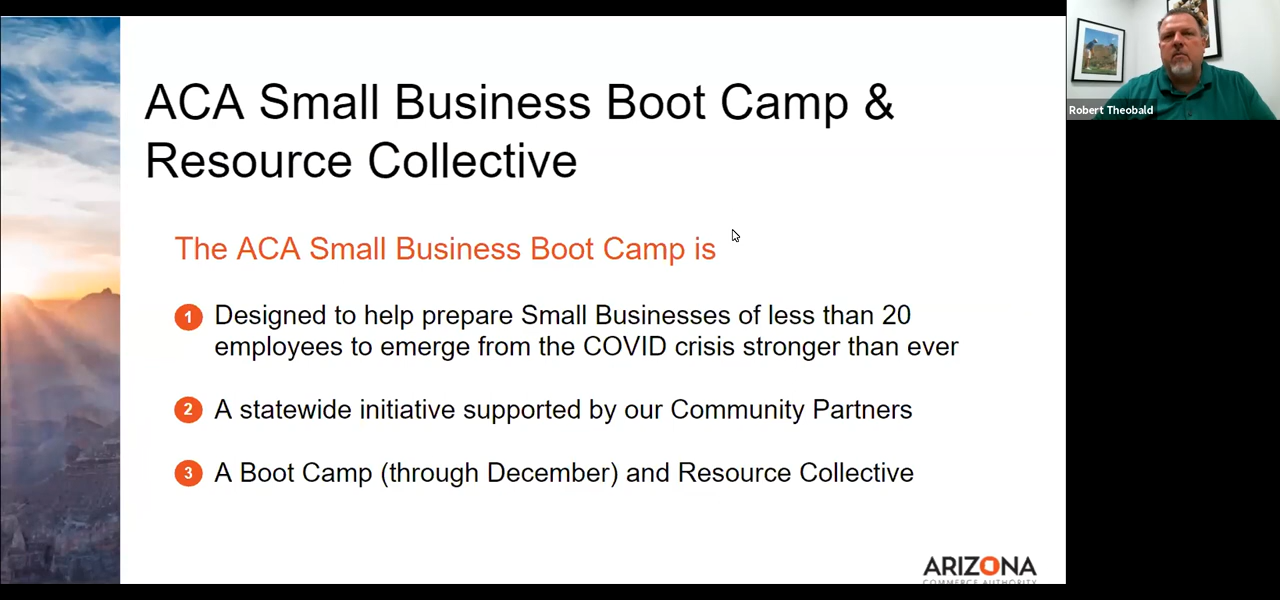 ACA Small Business Boot Camp &
Resource Collective
The ACA Small Business Boot Camp is
1 Designed to help prepare Small Businesses of less than 20
employees to emerge from the COVID crisis stronger than ever
2 A statewide initiative supported by our Community Partners
3 A Boot Camp (through December) and Resource Collective
ARIZONA
COMMERCE AUTHORITY
Robert Theobald